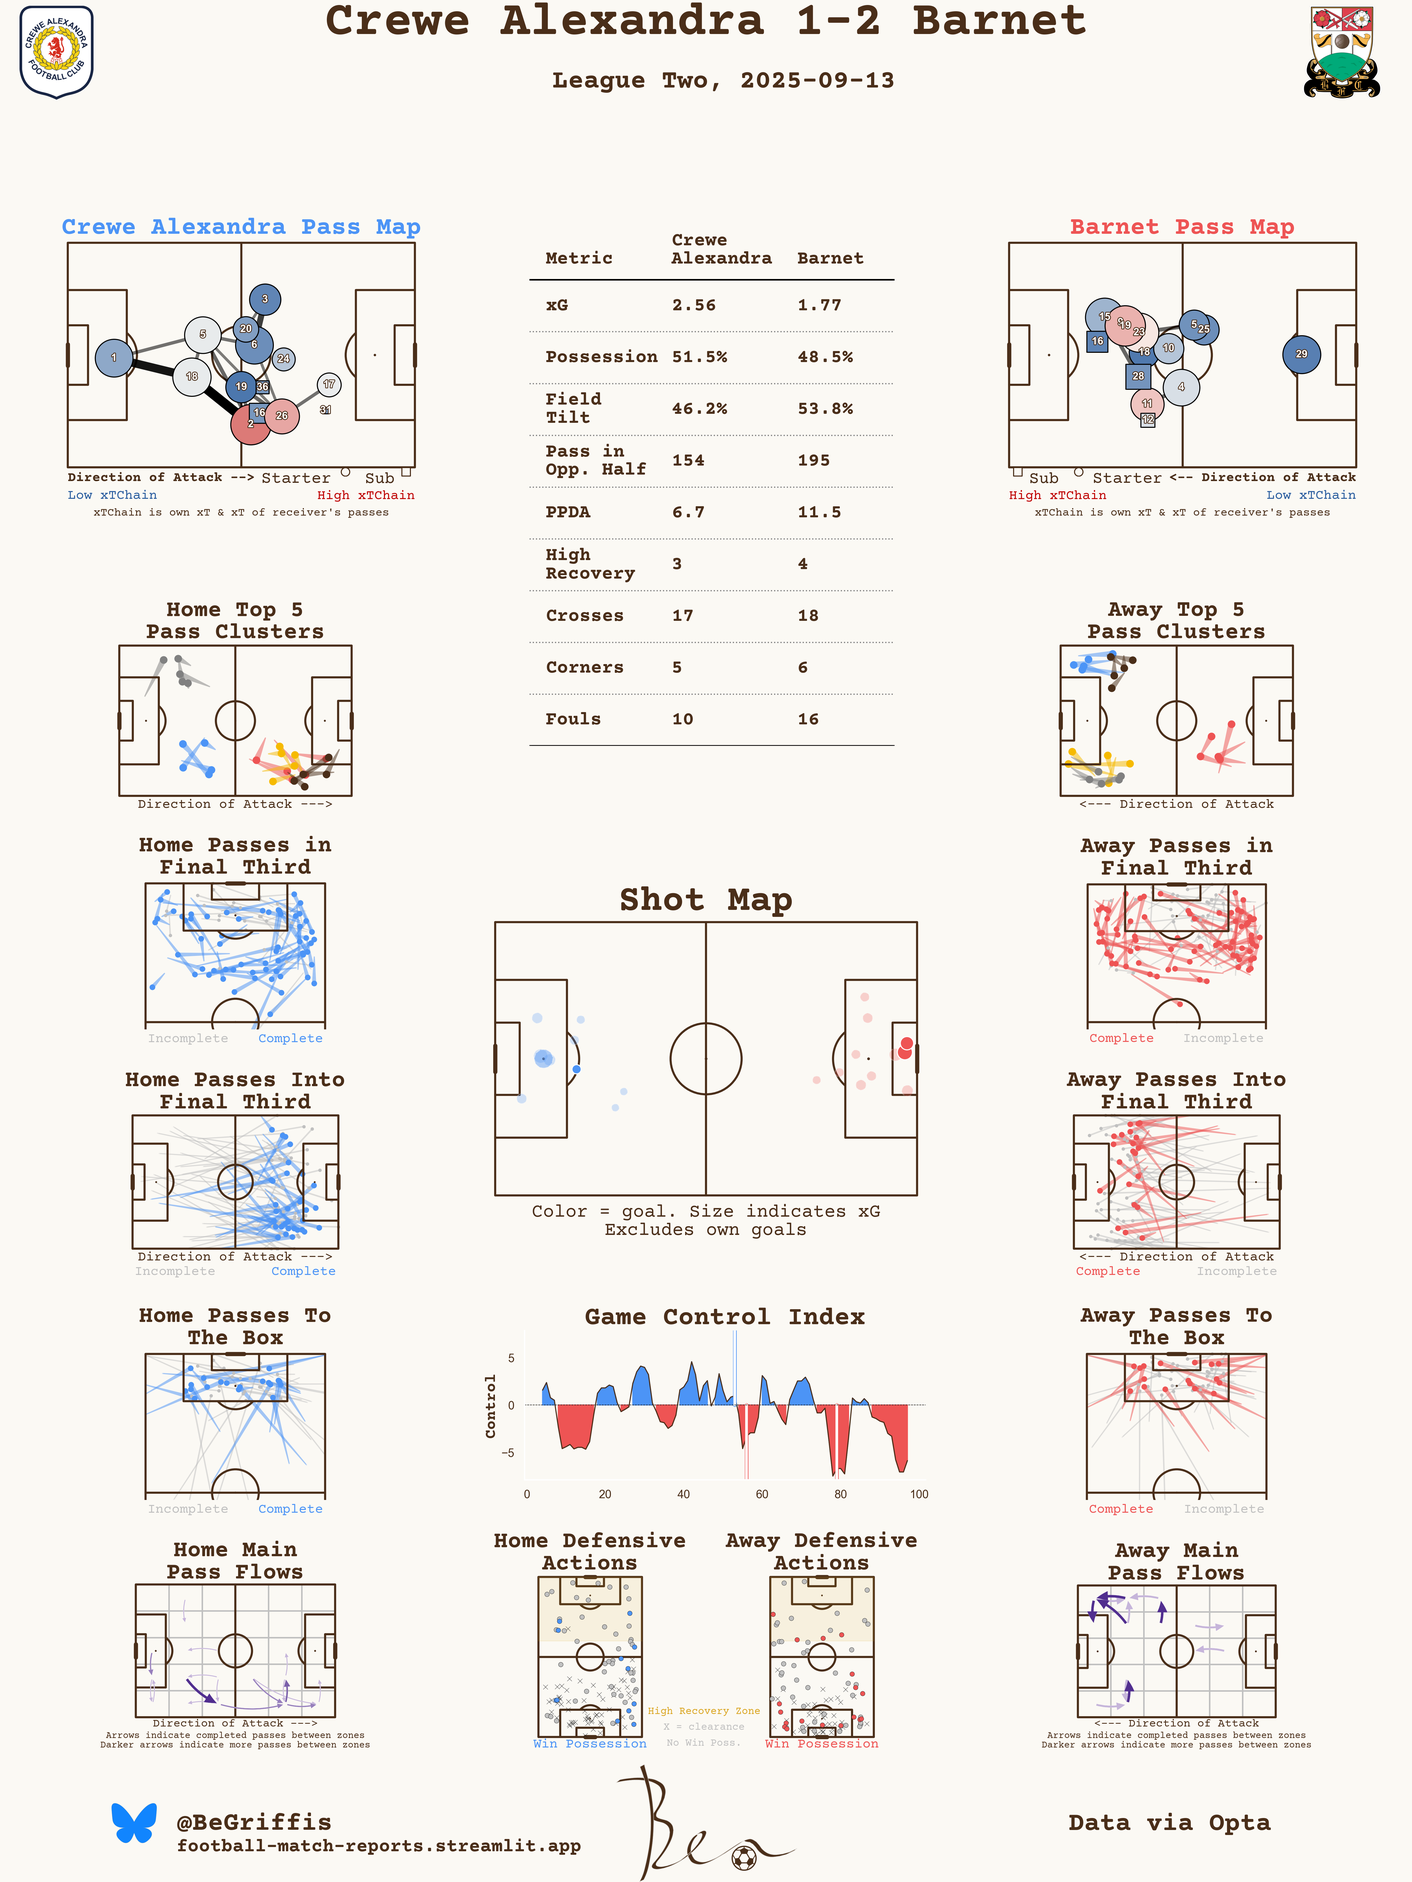 Crewe Alexandra 1-2 Barnet
League Two, 2025-09-13
CREWE ALEXANDRA
FOOTBALL CLUB
B F C
Crewe Alexandra Pass Map
1
5
18
3
20
6
24
19
36
17
16
26
2
31
Direction of Attack --> Starter Sub
Low xTChain High xTChain
xTChain is own xT & xT of receiver's passes
Metric Crewe Alexandra Barnet
xG 2.56 1.77
Possession 51.5% 48.5%
Field Tilt 46.2% 53.8%
Pass in Opp. Half 154 195
PPDA 6.7 11.5
High Recovery 3 4
Crosses 17 18
Corners 5 6
Fouls 10 16
Barnet Pass Map
15
9
19
23
16
18
10
5
25
29
28
4
11
12
Sub Starter <-- Direction of Attack
High xTChain Low xTChain
xTChain is own xT & xT of receiver's passes
Home Top 5
Pass Clusters
Direction of Attack --->
Away Top 5
Pass Clusters
<--- Direction of Attack
Home Passes in
Final Third
Incomplete Complete
Away Passes in
Final Third
Complete Incomplete
Shot Map
Color = goal. Size indicates xG
Excludes own goals
Home Passes Into
Final Third
Direction of Attack --->
Incomplete Complete
Away Passes Into
Final Third
<--- Direction of Attack
Complete Incomplete
Home Passes To
The Box
Incomplete Complete
Game Control Index
Control
5
0
−5
0 20 40 60 80 100
Away Passes To
The Box
Complete Incomplete
Home Main
Pass Flows
Direction of Attack --->
Arrows indicate completed passes between zones
Darker arrows indicate more passes between zones
Home Defensive
Actions
Win Possession
Away Defensive
Actions
Win Possession
High Recovery Zone
X = clearance
No Win Poss.
Away Main
Pass Flows
<--- Direction of Attack
Arrows indicate completed passes between zones
Darker arrows indicate more passes between zones
@BeGriffis
football-match-reports.streamlit.app
Ben
Data via Opta